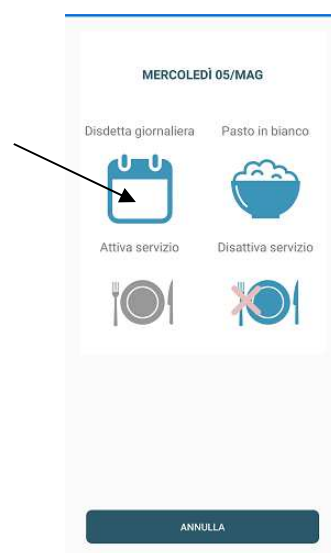 MERCOLEDÌ 05/MAG
Disdetta giornaliera Pasto in bianco
Attiva servizio Disattiva servizio
ANNULLA